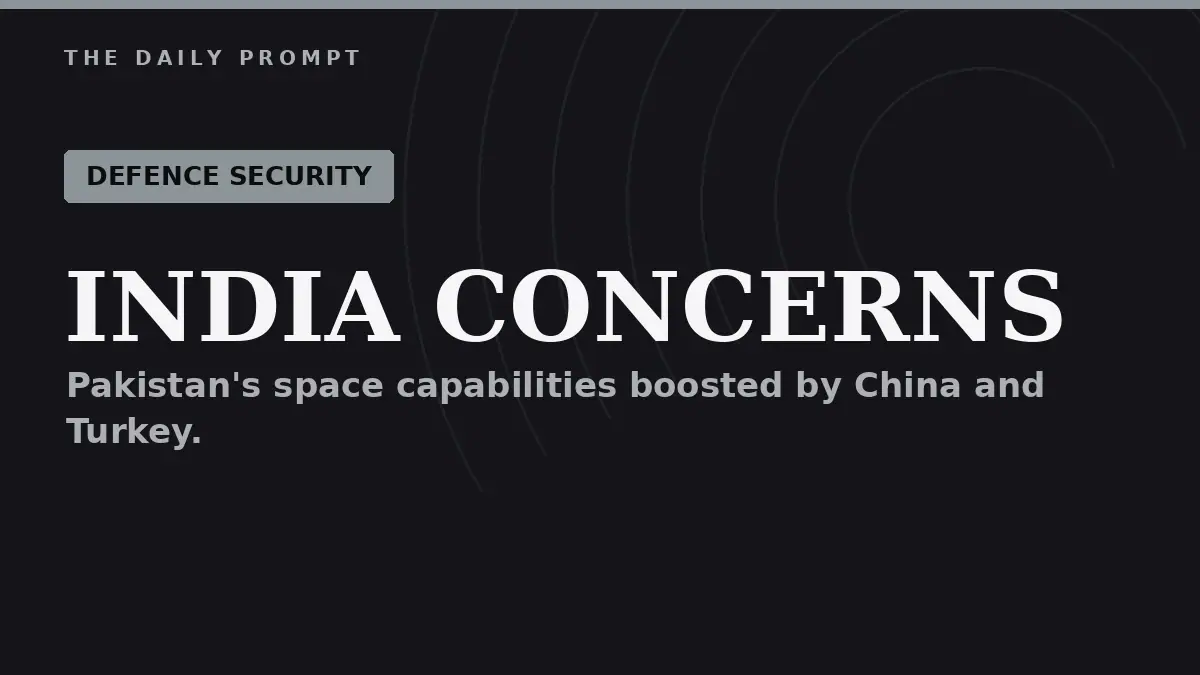 THE DAILY PROMPT
DEFENCE SECURITY
INDIA CONCERNS
Pakistan's space capabilities boosted by China and
Turkey.